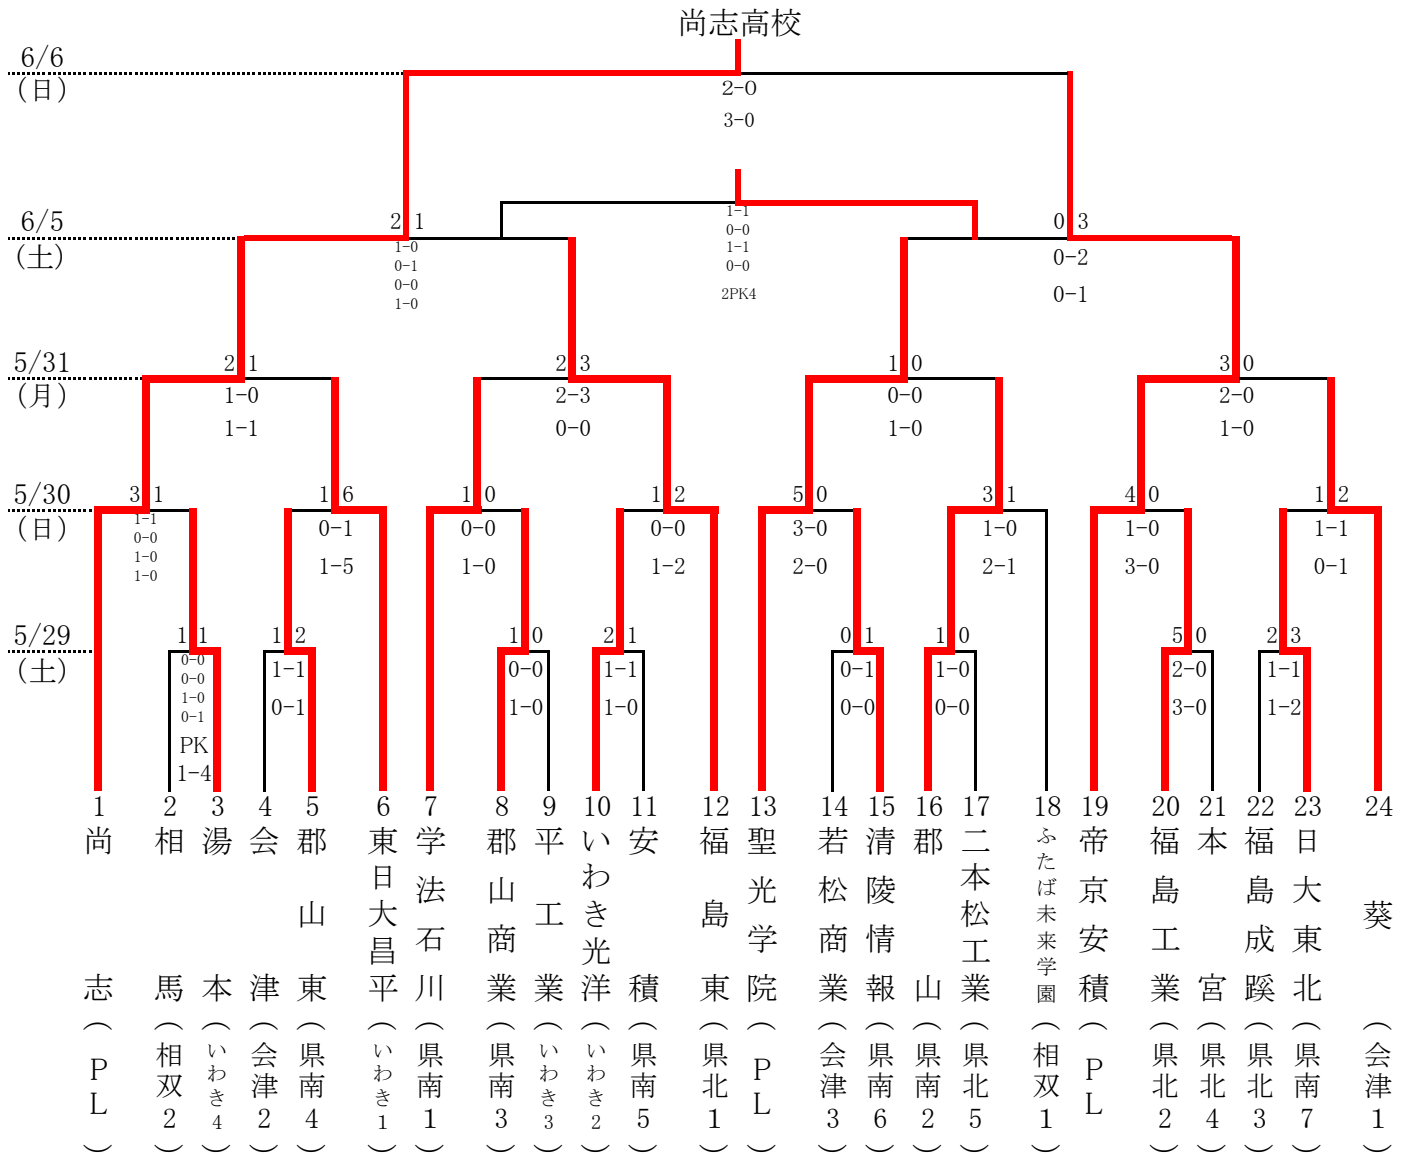 尚志高校
6/6
(日)
2-0
3-0
6/5
(土)
2 1
1-0
0-1
0-0
1-0
1-1
0-0
1-1
0-0
2PK4
0 3
0-2
0-1
5/31
(月)
2 1
1-0
1-1
2 3
2-3
0-0
1 0
0-0
1-0
3 0
2-0
1-0
5/30
(日)
3 1
1-1
0-0
1-0
1-0
1 6
0-1
1-5
1 0
0-0
1-0
1 2
0-0
1-2
5 0
3-0
2-0
3 1
1-0
2-1
4 0
1-0
3-0
1 2
1-1
0-1
5/29
(土)
1 1
0-0
0-0
1-0
0-1
PK
1-4
1 2
1-1
0-1
1 0
0-0
1-0
2 1
1-1
1-0
0 1
0-1
0-0
1 0
1-0
0-0
5 0
2-0
3-0
2 3
1-1
1-2
1 尚志(PL)
2 相馬(相双2)
3 湯本(いわき4)
4 会津(会津2)
5 郡山東(県南4)
6 東日大昌平(いわき1)
7 学法石川(県南1)
8 郡山商業(県南3)
9 平工業(いわき3)
10 いわき光洋(いわき2)
11 安積(県南5)
12 福島東(県北1)
13 聖光学院(PL)
14 若松商業(会津3)
15 清陵情報(県南6)
16 郡山(県南2)
17 二本松工業(県北5)
18 ふたば未来学園(相双1)
19 帝京安積(PL)
20 福島工業(県北2)
21 本宮(県北4)
22 福島成蹊(県北3)
23 日大東北(県南7)
24 葵(会津1)